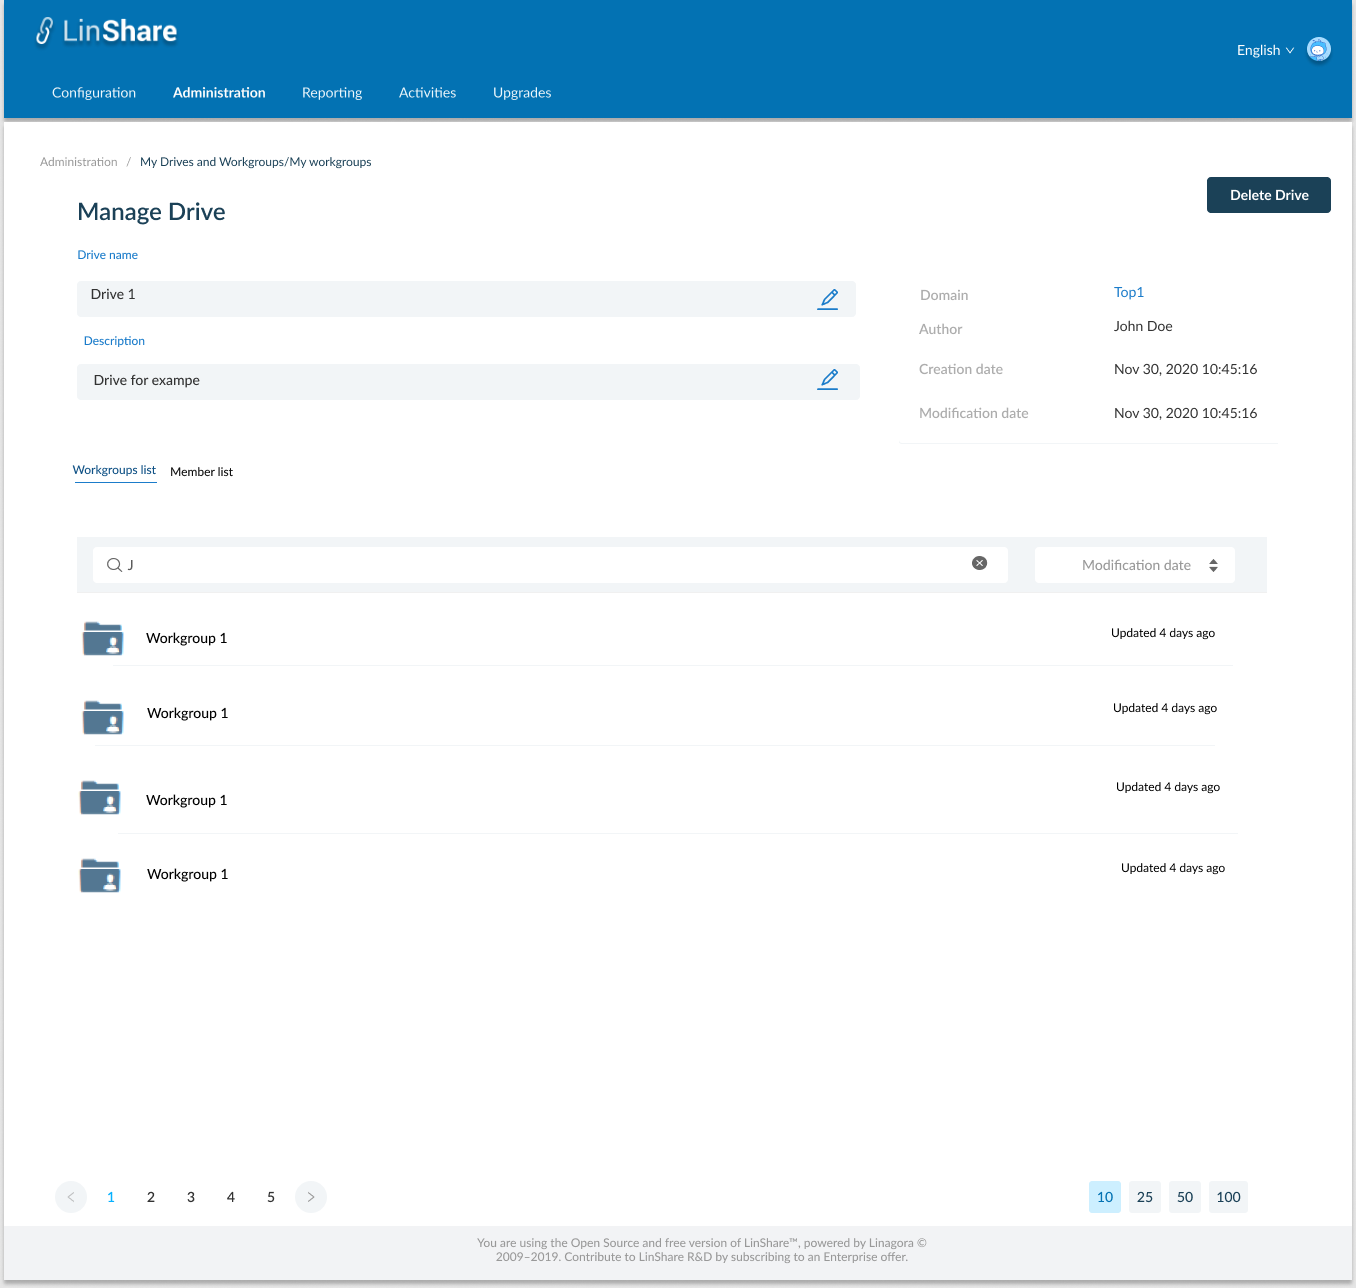 LinShare
English
Configuration Administration Reporting Activities Upgrades
Administration / My Drives and Workgroups/My workgroups
Delete Drive
Manage Drive
Drive name
Drive 1
Description
Drive for exampe
Domain Top1
Author John Doe
Creation date Nov 30, 2020 10:45:16
Modification date Nov 30, 2020 10:45:16
Workgroups list Member list
J
Modification date
Workgroup 1 Updated 4 days ago
Workgroup 1 Updated 4 days ago
Workgroup 1 Updated 4 days ago
Workgroup 1 Updated 4 days ago
< 1 2 3 4 5 > 10 25 50 100
You are using the Open Source and free version of LinShare™, powered by Linagora ©
2009–2019. Contribute to LinShare R&D by subscribing to an Enterprise offer.